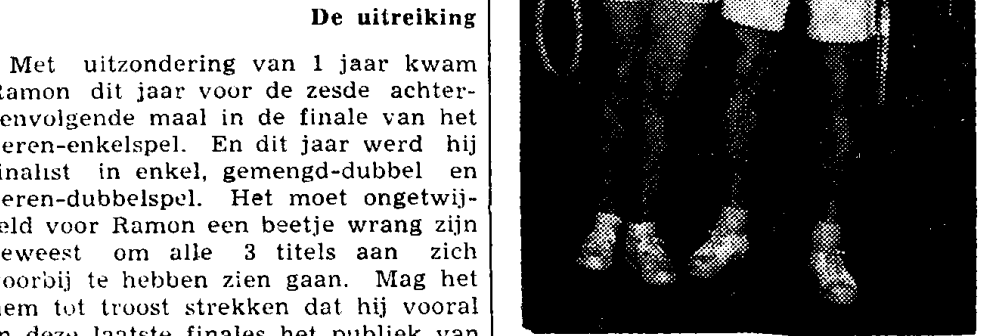 De uitreiking
Met uitzondering van 1 jaar kwam
Ramon dit jaar voor de zesde achter-
envolgende maal in de finale van het
eren-enkelspel. En dit jaar werd hij
inalist in enkel, gemengd-dubbel en
eren-dubbelspel. Het moet ongetwij-
eld voor Ramon een beetje wrang zijn
eweest om alle 3 titels aan zich
oorbij te hebben zien gaan. Mag het
em tot troost strekken dat hij vooral
n deze laatste finales het publiek van